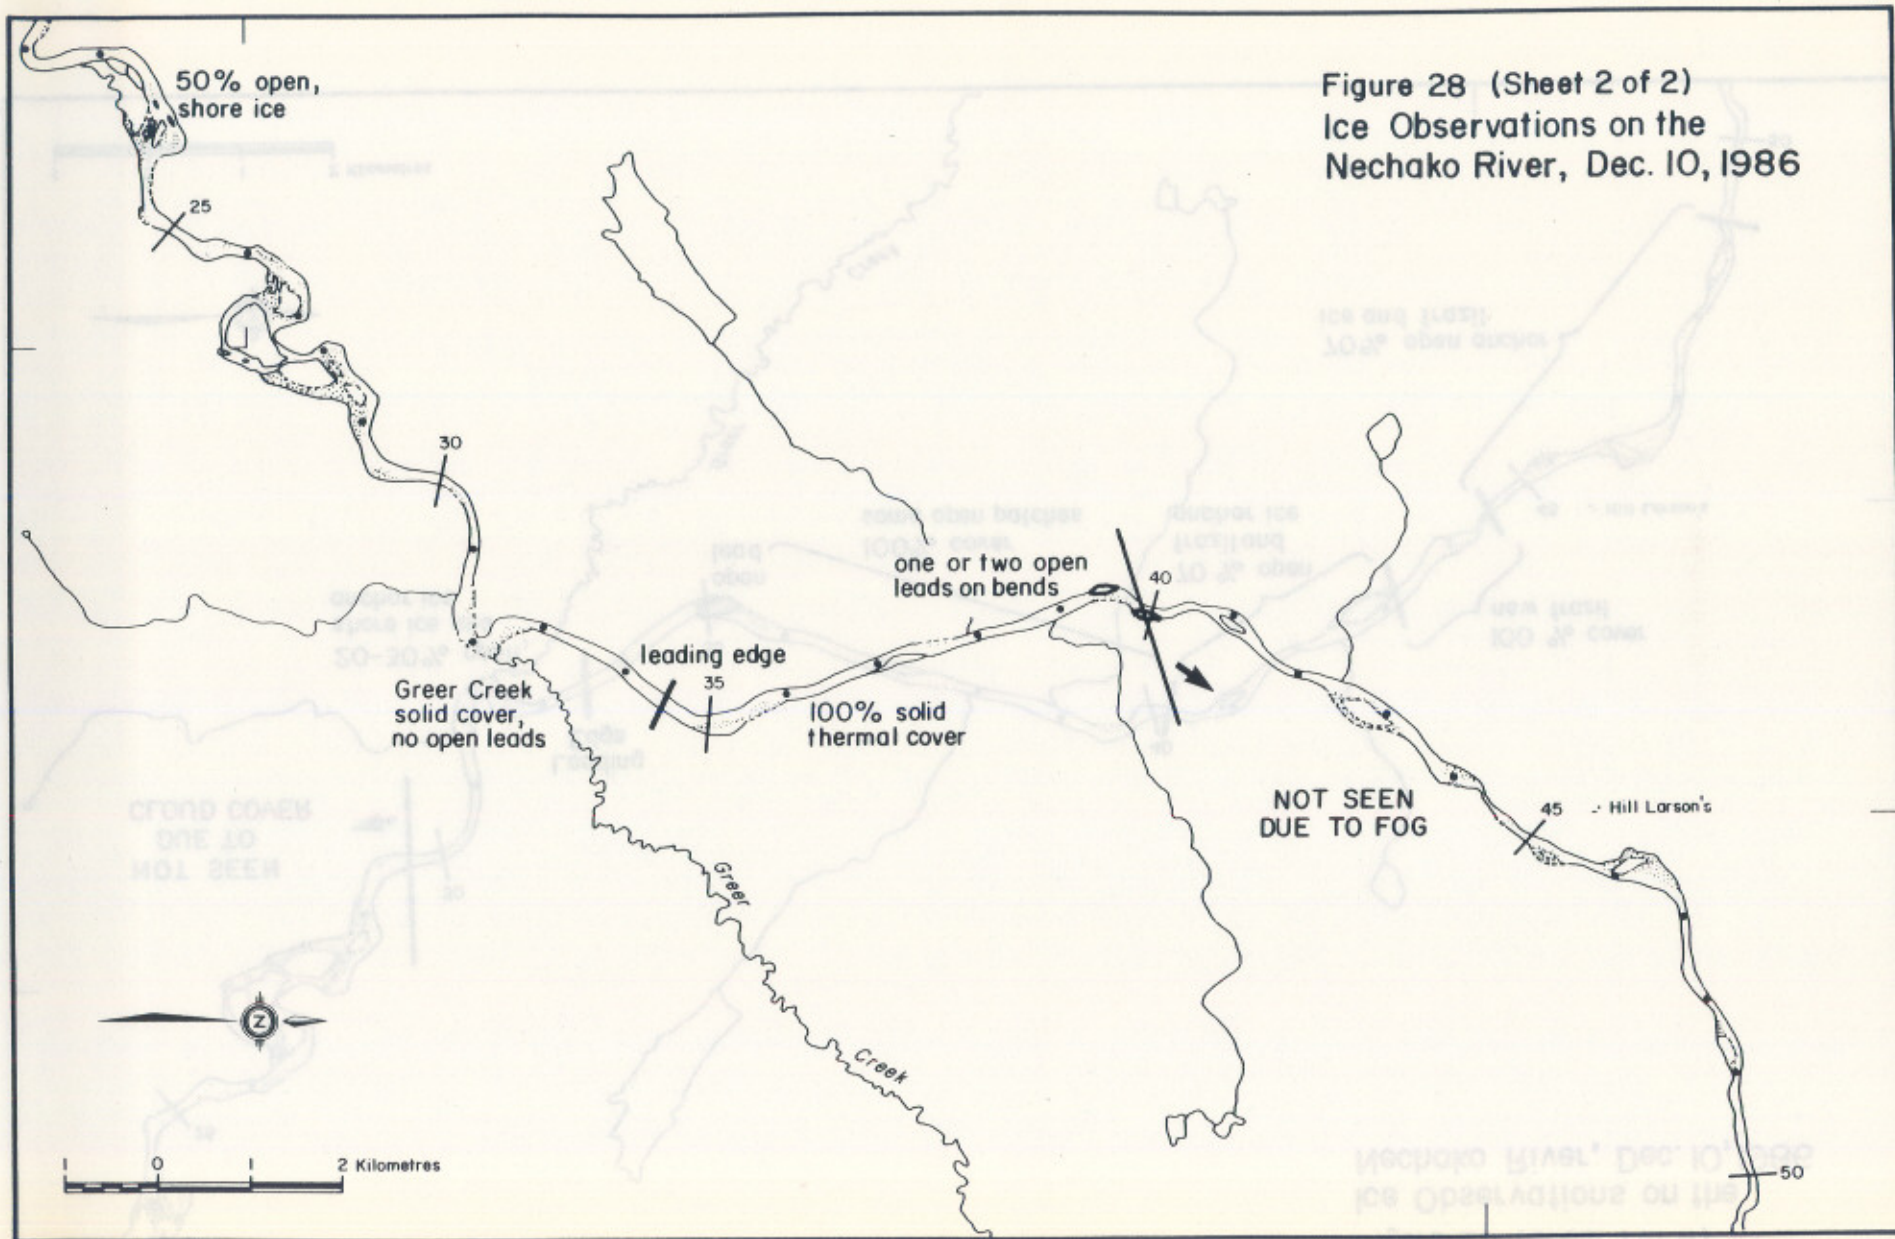 Figure 28 (Sheet 2 of 2)
Ice Observations on the
Nechako River, Dec. 10, 1986
50% open,
shore ice
25
30
one or two open
leads on bends
40
leading edge
35
Greer Creek
solid cover,
no open leads
100% solid
thermal cover
NOT SEEN
DUE TO FOG
45
Hill Larson's
Greer
Creek
Z
1 0 1 2 Kilometres
50